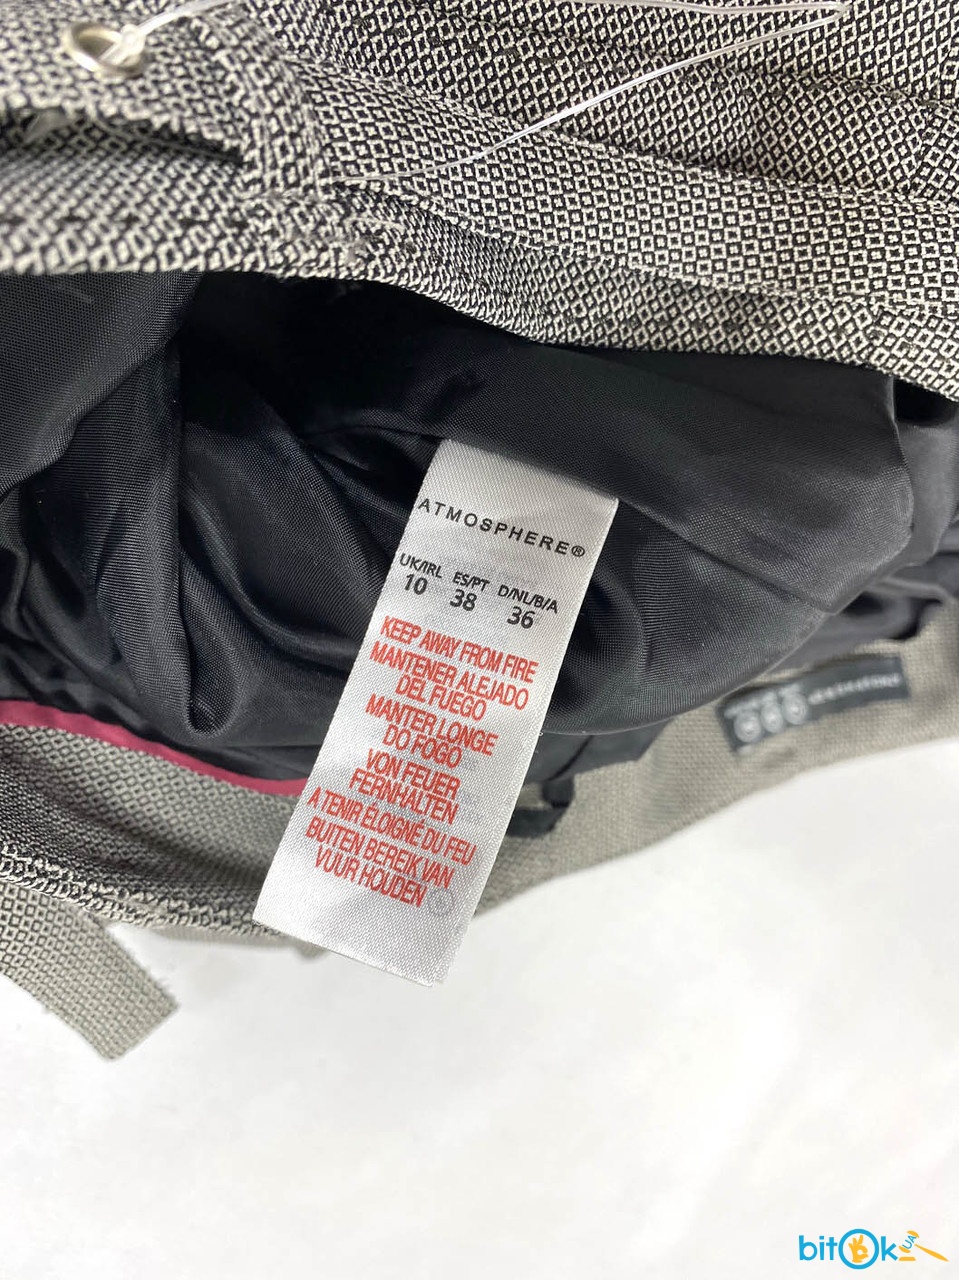 ATMOSPHERE®
UK/IRL ES/PT D/NL/B/A
10 38 36
KEEP AWAY FROM FIRE
MANTENER ALEJADO
DEL FUEGO
MANTER LONGE
DO FOGO
VON FEUER
FERNHALTEN
A TENIR ÉLOIGNÉ DU FEU
BUITEN BEREIK VAN
VUUR HOUDEN
bitOk UA